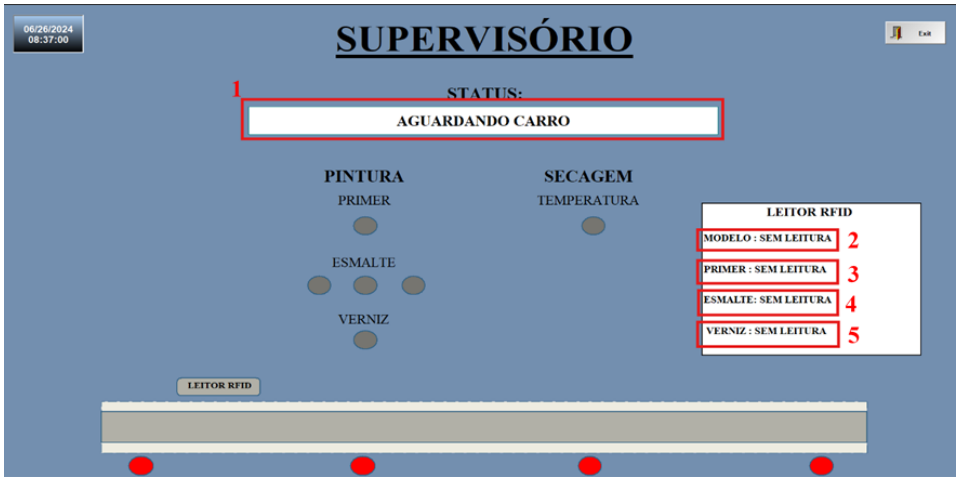 06/26/2024
08:37:00
SUPERVISÓRIO
Exit
1
STATUS:
AGUARDANDO CARRO
PINTURA
SECAGEM
PRIMER
TEMPERATURA
LEITOR RFID
MODELO : SEM LEITURA
2
ESMALTE
PRIMER : SEM LEITURA
3
ESMALTE: SEM LEITURA
4
VERNIZ
VERNIZ : SEM LEITURA
5
LEITOR RFID